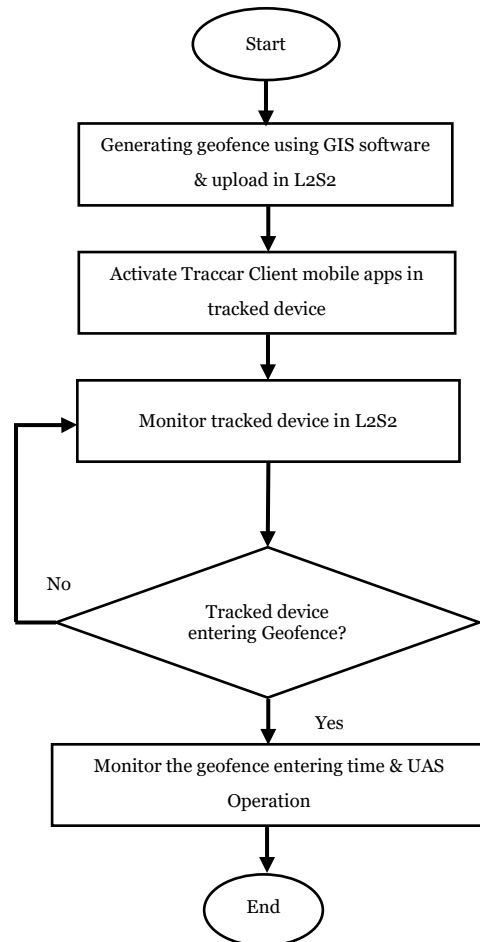 Start
Generating geofence using GIS software
& upload in L2S2
Activate Traccar Client mobile apps in
tracked device
Monitor tracked device in L2S2
No
Tracked device
entering Geofence?
Yes
Monitor the geofence entering time & UAS
Operation
End